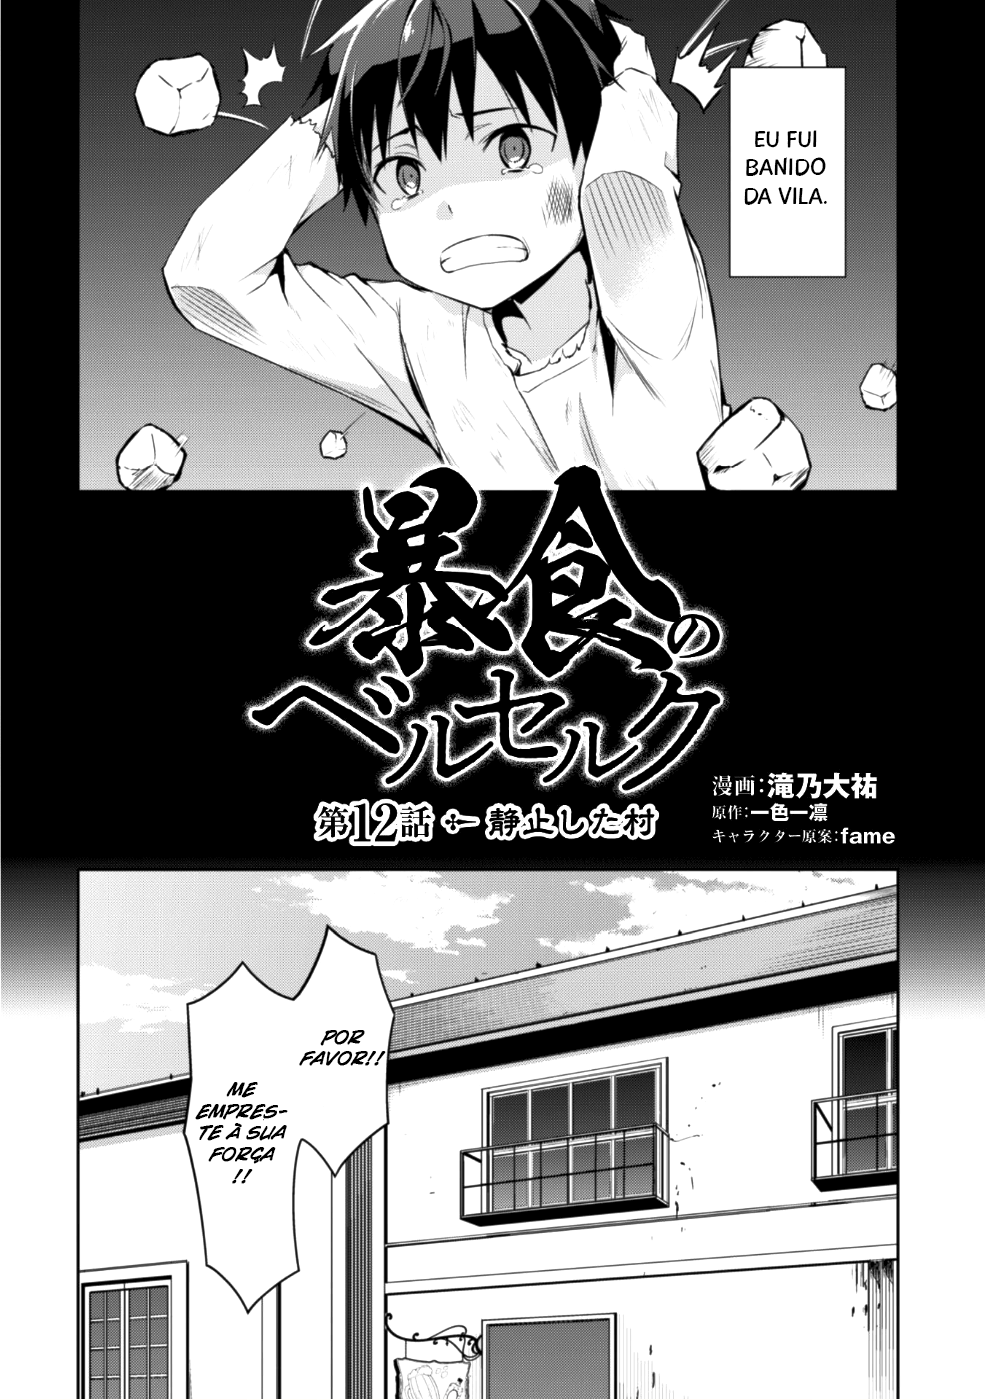 EU FUI
BANIDO
DA VILA.
暴食の
ベルセルク
第12話 静止した村
漫画:滝乃大祐
原作:一色一凛
キャラクター原案:fame
POR
FAVOR!!
ME
EMPRES-
TE À SUA
FORÇA
!!